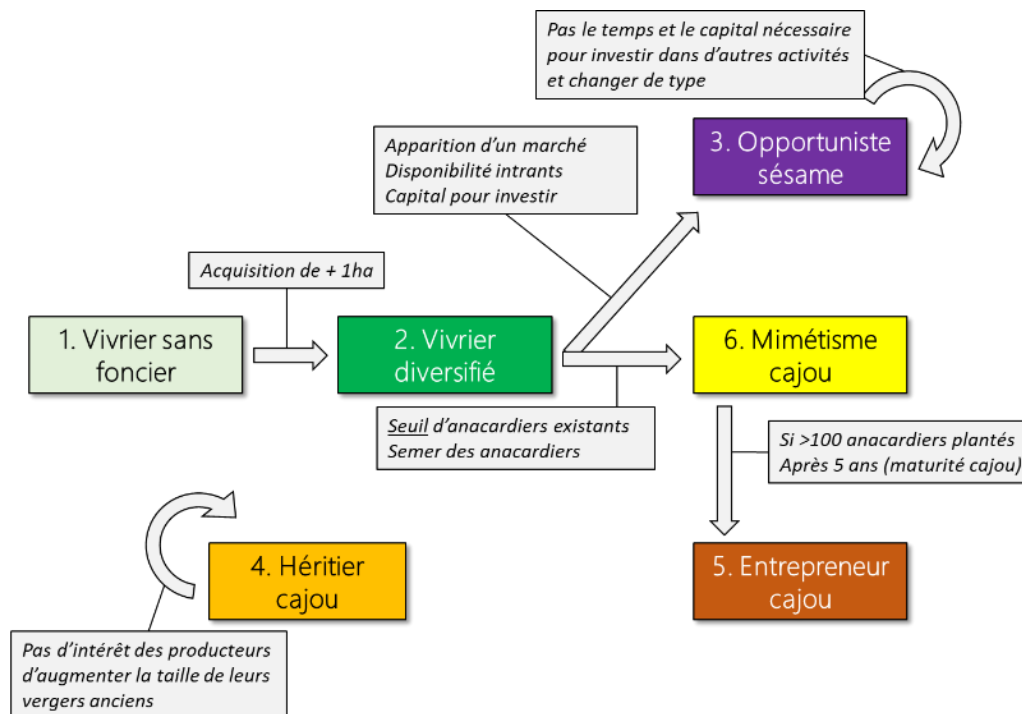 Pas le temps et le capital nécessaire
pour investir dans d'autres activités
et changer de type
3. Opportuniste
sésame
Apparition d'un marché
Disponibilité intrants
Capital pour investir
Acquisition de + 1ha
1. Vivrier sans
foncier
2. Vivrier
diversifié
6. Mimétisme
cajou
Seuil d'anacardiers existants
Semer des anacardiers
Si >100 anacardiers plantés
Après 5 ans (maturité cajou)
4. Héritier
cajou
5. Entrepreneur
cajou
Pas d'intérêt des producteurs
d'augmenter la taille de leurs
vergers anciens